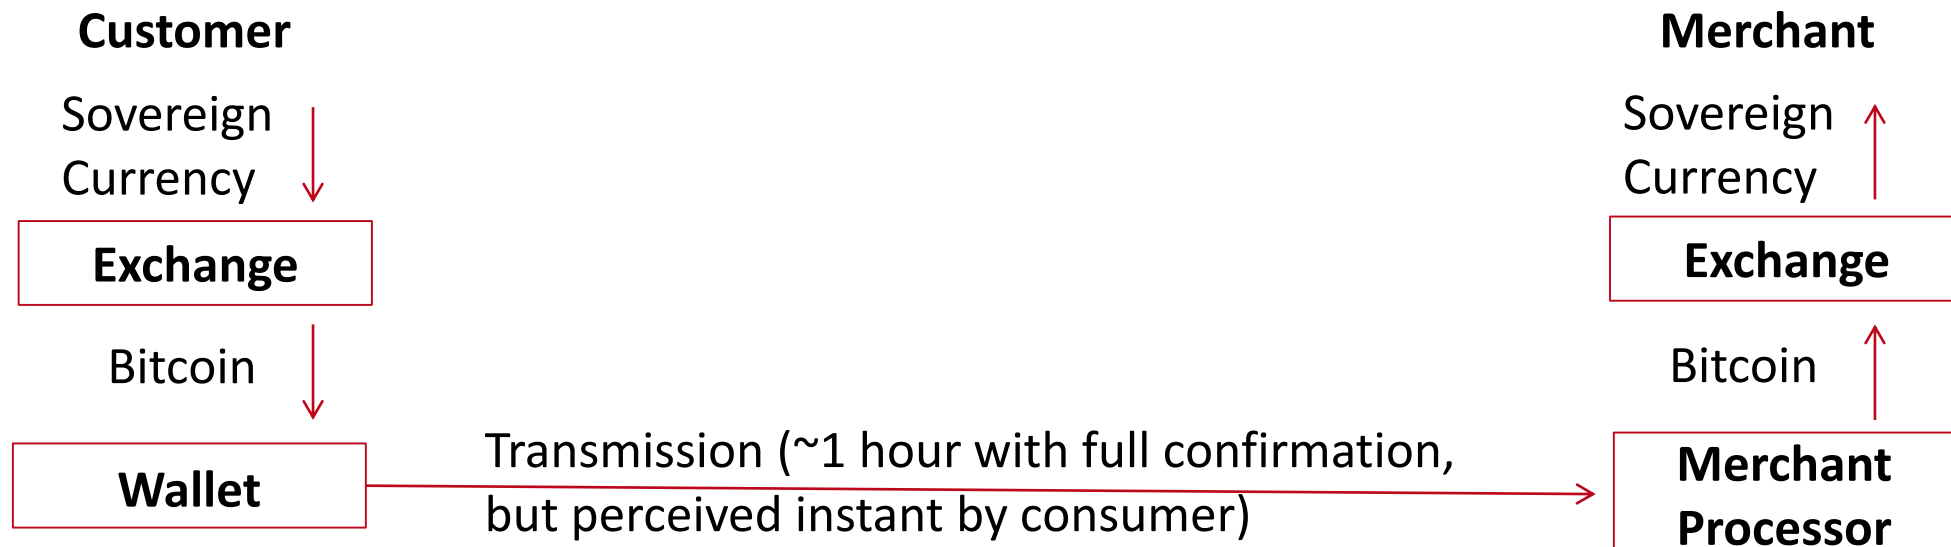 Customer
Sovereign
Currency
Exchange
Bitcoin
Wallet
Transmission (~1 hour with full confirmation,
but perceived instant by consumer)
Merchant
Sovereign
Currency
Exchange
Bitcoin
Merchant
Processor